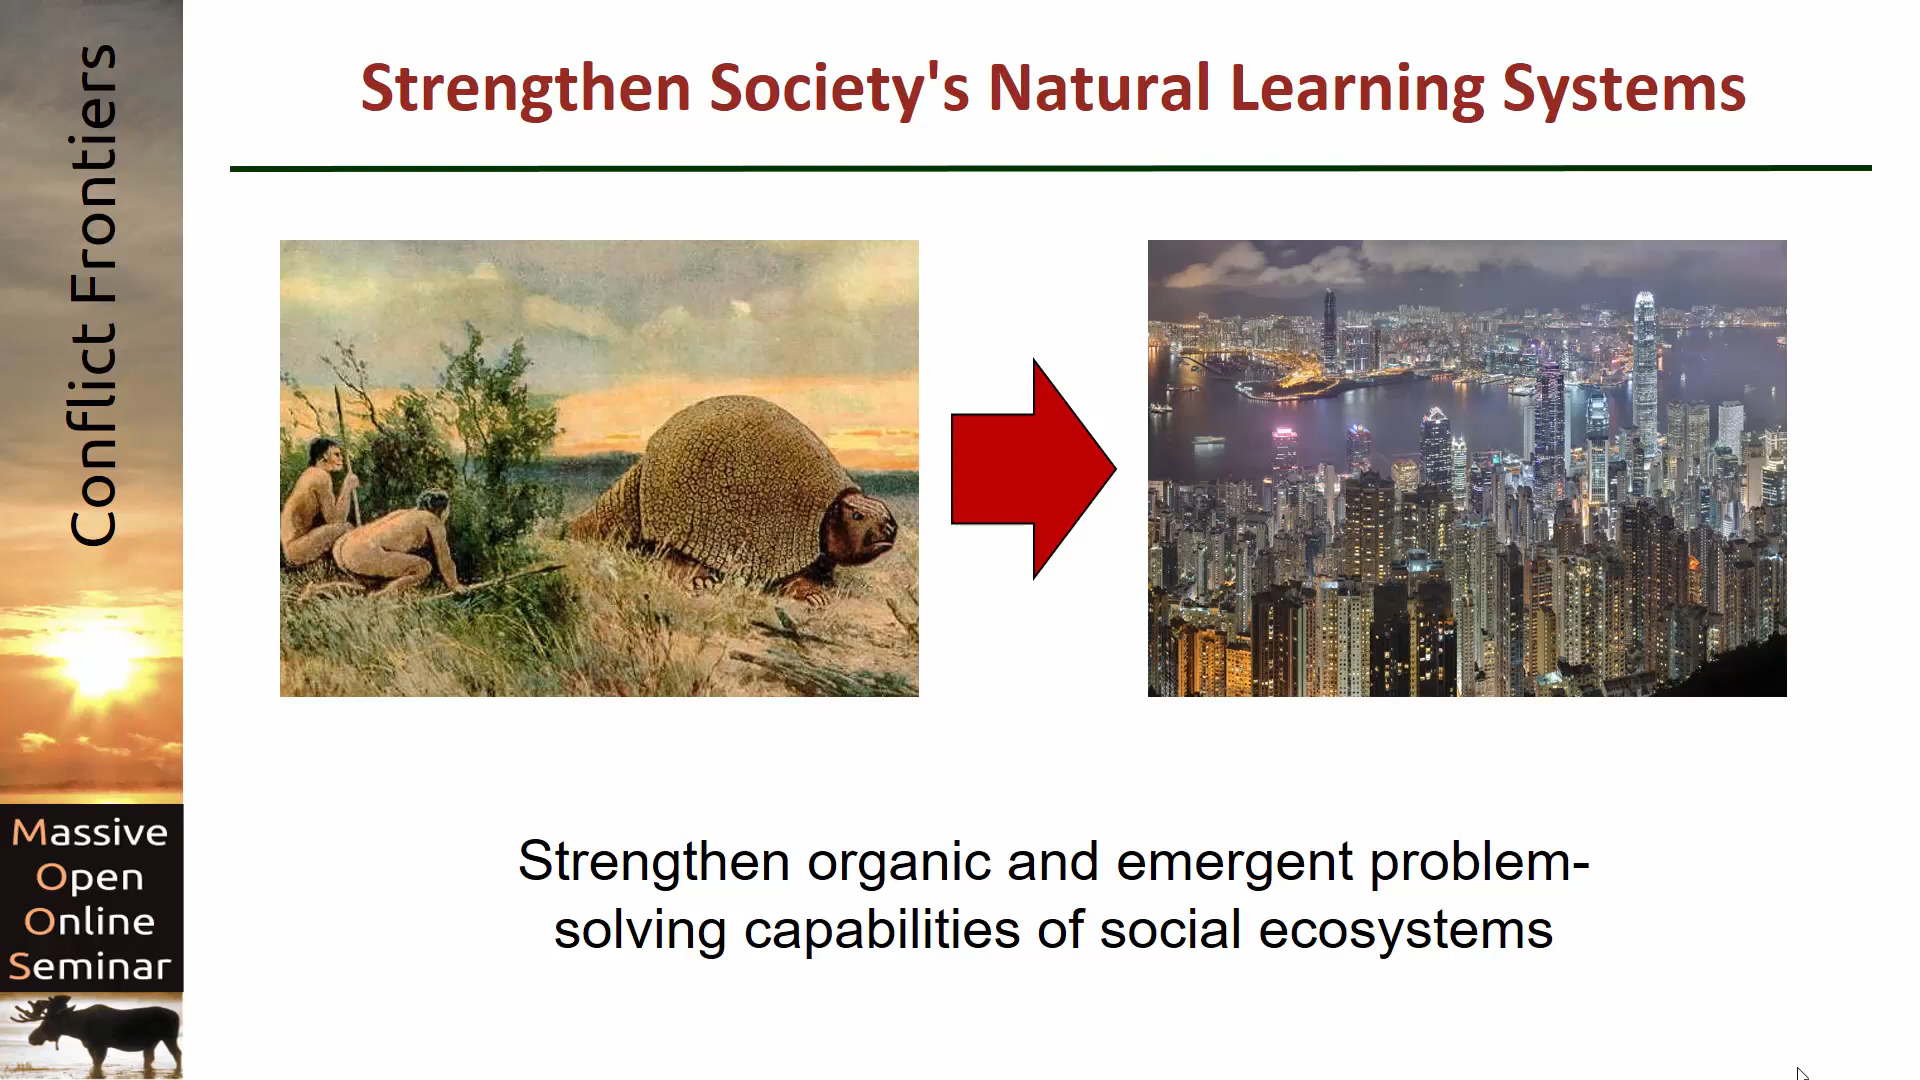 Conflict Frontiers
Massive
Open
Online
Seminar
Strengthen Society's Natural Learning Systems
Strengthen organic and emergent problem-
solving capabilities of social ecosystems